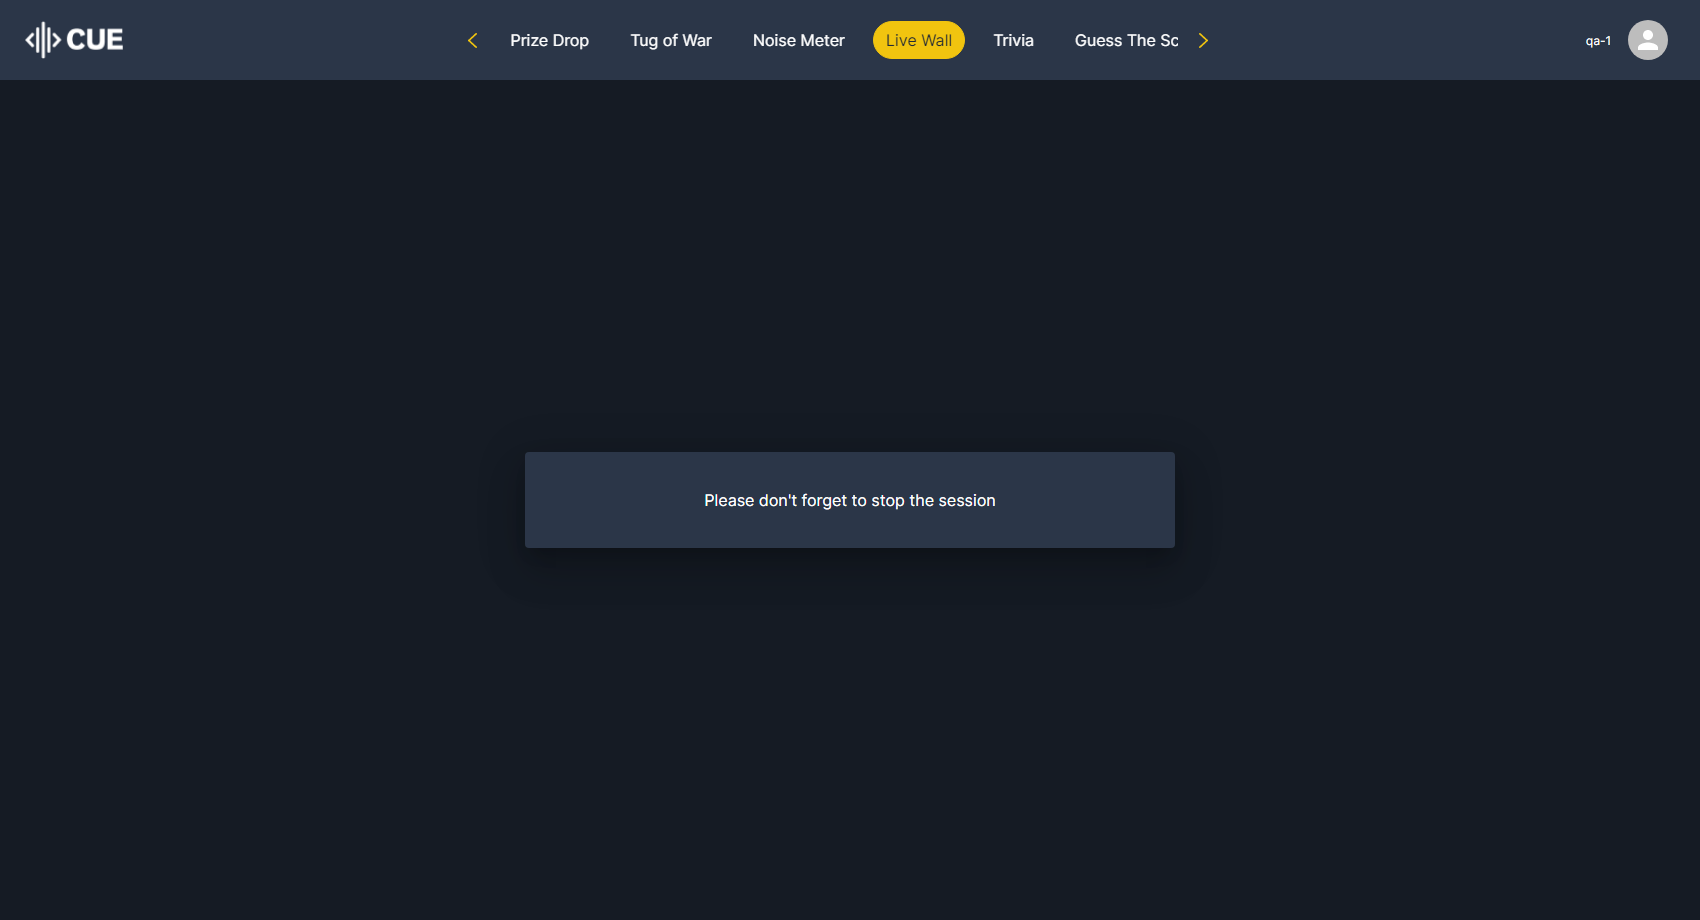 CUE
Prize Drop
Tug of War
Noise Meter
Live Wall
Trivia
Guess The Sc
qa-1
Please don't forget to stop the session